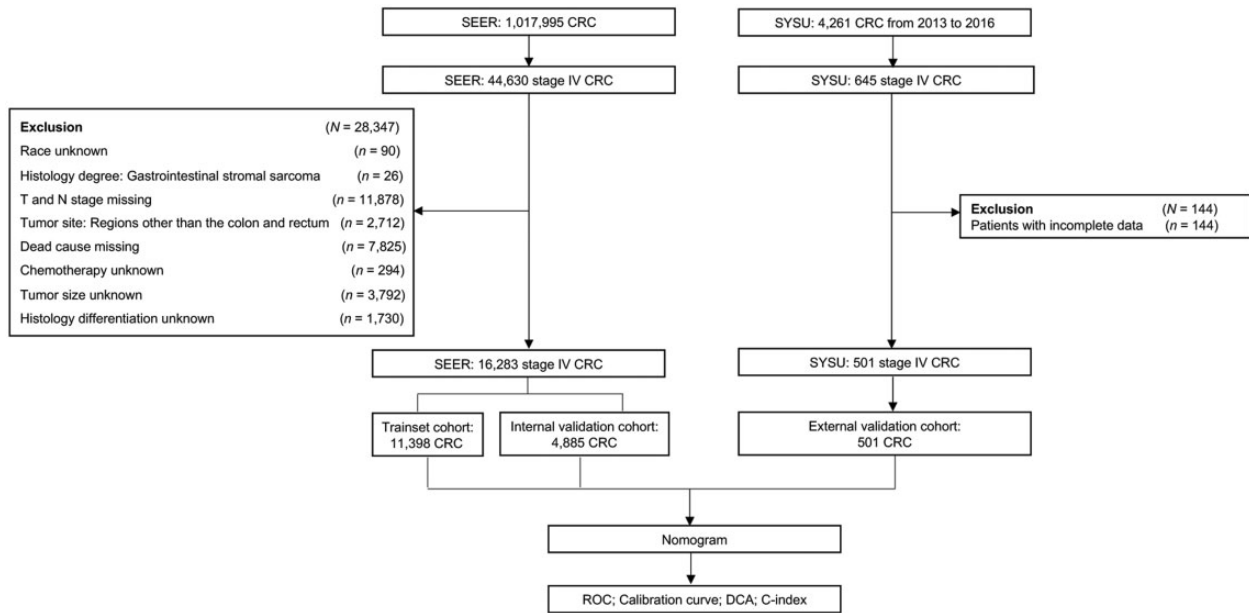 SEER: 1,017,995 CRC
SYSU: 4,261 CRC from 2013 to 2016
SEER: 44,630 stage IV CRC
SYSU: 645 stage IV CRC
Exclusion (N = 28,347)
Race unknown (n = 90)
Histology degree: Gastrointestinal stromal sarcoma (n = 26)
T and N stage missing (n = 11,878)
Tumor site: Regions other than the colon and rectum (n = 2,712)
Dead cause missing (n = 7,825)
Chemotherapy unknown (n = 294)
Tumor size unknown (n = 3,792)
Histology differentiation unknown (n = 1,730)
Exclusion (N = 144)
Patients with incomplete data (n = 144)
SEER: 16,283 stage IV CRC
SYSU: 501 stage IV CRC
Trainset cohort:
11,398 CRC
Internal validation cohort:
4,885 CRC
External validation cohort:
501 CRC
Nomogram
ROC; Calibration curve; DCA; C-index